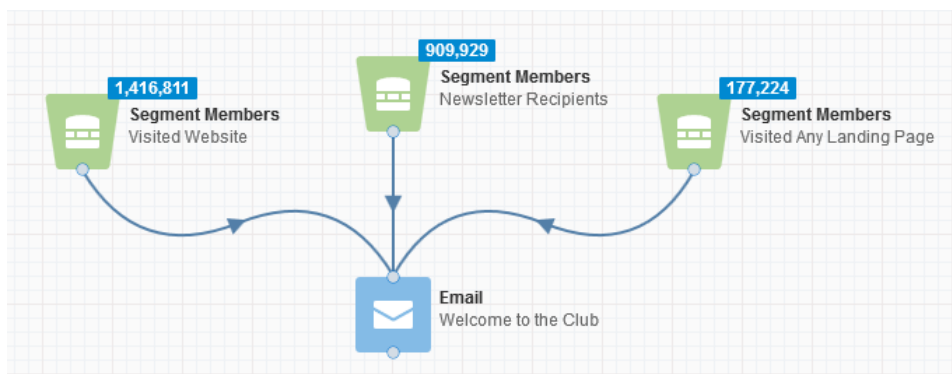 909,929
Segment Members
Newsletter Recipients
1,416,811
Segment Members
Visited Website
177,224
Segment Members
Visited Any Landing Page
Email
Welcome to the Club